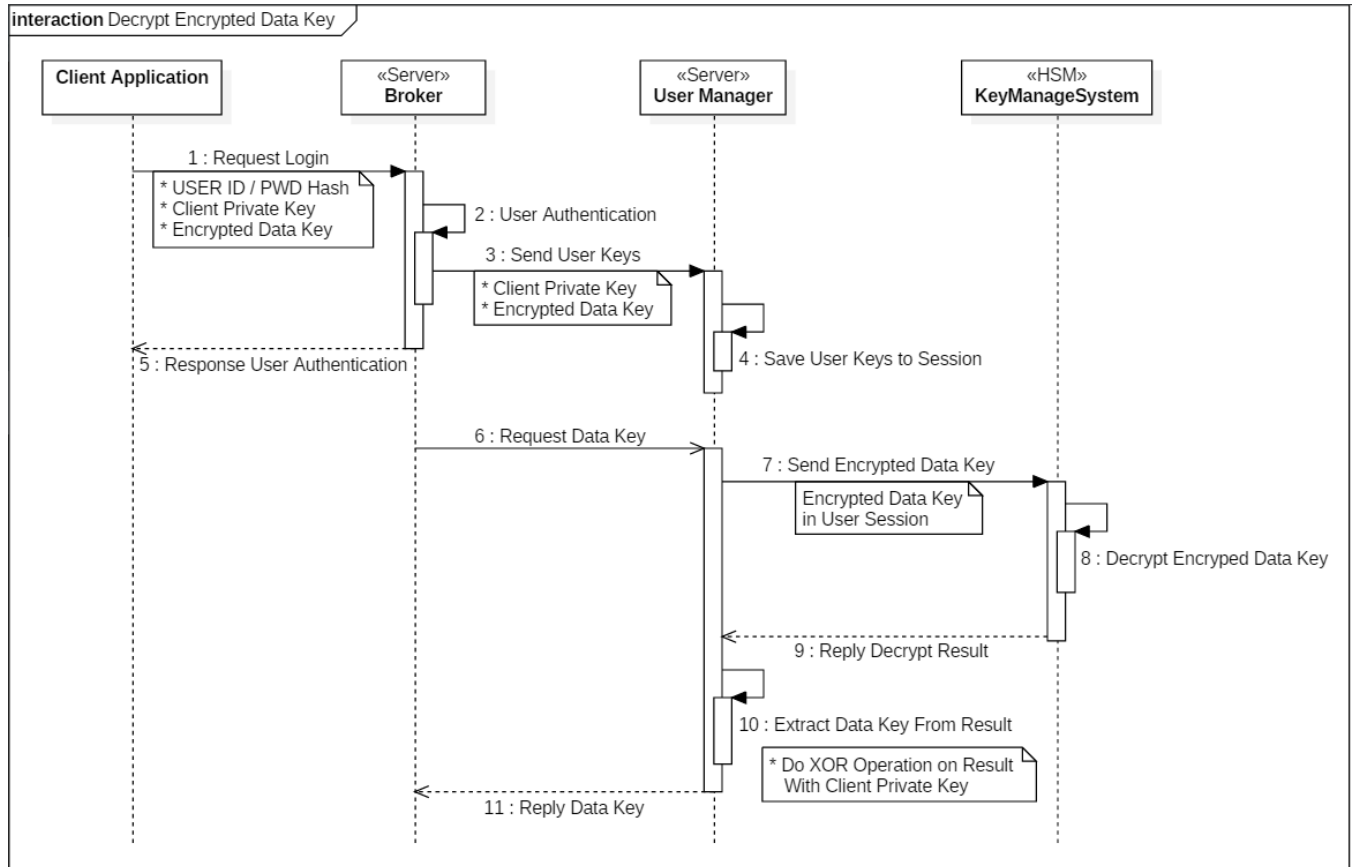 interaction Decrypt Encrypted Data Key
Client Application
«Server»
Broker
«Server»
User Manager
«HSM»
KeyManageSystem
1 : Request Login
* USER ID / PWD Hash
* Client Private Key
* Encrypted Data Key
2 : User Authentication
3 : Send User Keys
* Client Private Key
* Encrypted Data Key
4 : Save User Keys to Session
5 : Response User Authentication
6 : Request Data Key
7 : Send Encrypted Data Key
Encrypted Data Key
in User Session
8 : Decrypt Encryped Data Key
9 : Reply Decrypt Result
10 : Extract Data Key From Result
* Do XOR Operation on Result
With Client Private Key
11 : Reply Data Key